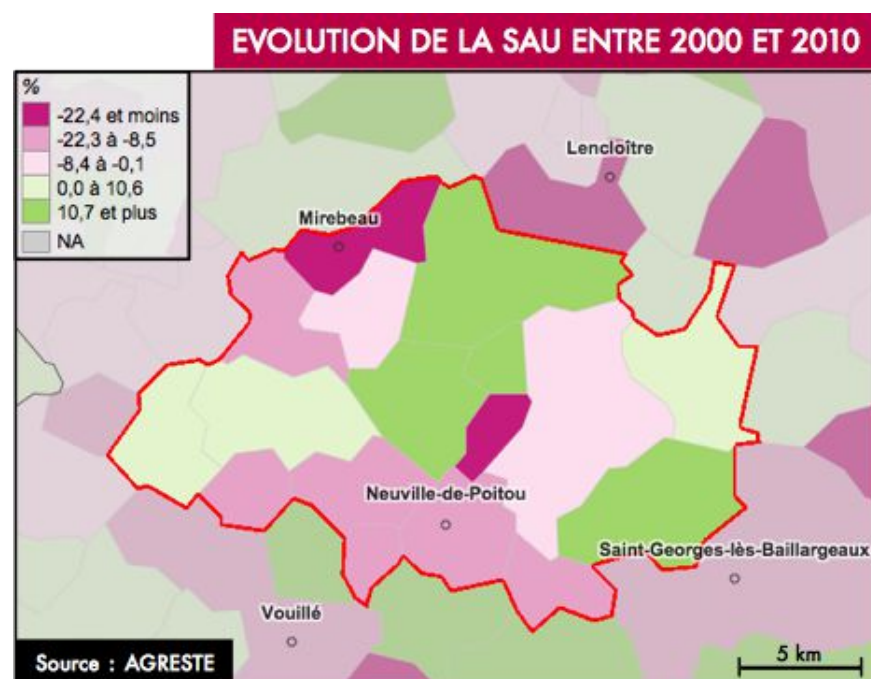 EVOLUTION DE LA SAU ENTRE 2000 ET 2010
%
-22,4 et moins
-22,3 à -8,5
-8,4 à -0,1
0,0 à 10,6
10,7 et plus
NA
Lencloître
Mirebeau
Neuville-de-Poitou
Saint-Georges-lès-Baillargeaux
Vouillé
Source : AGRESTE
5 km